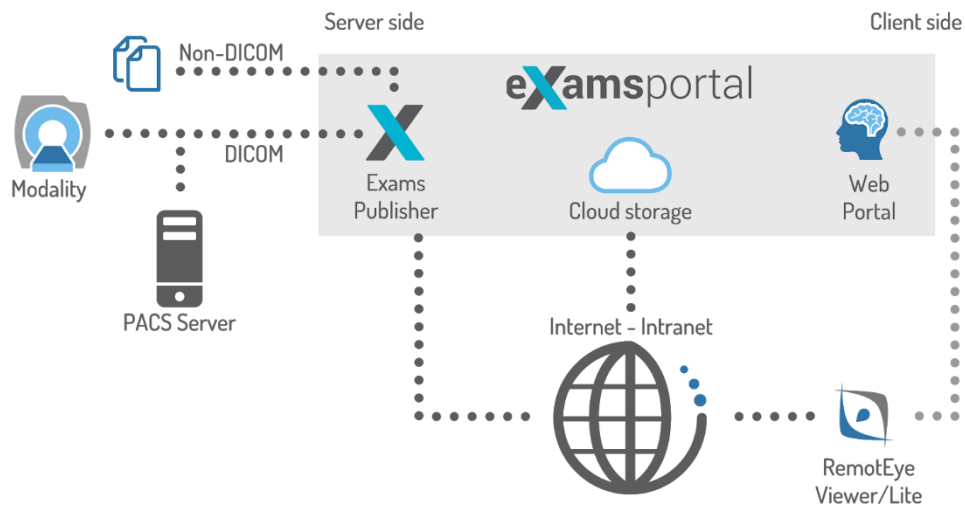 Server side
Client side
Non-DICOM
eXamsportal
DICOM
Modality
Exams
Publisher
Cloud storage
Web
Portal
PACS Server
Internet - Intranet
RemotEye
Viewer/Lite